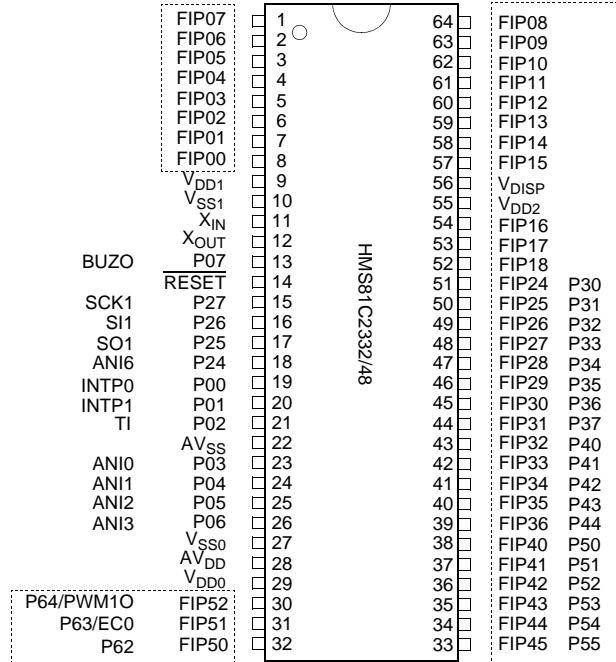 FIP07 1 64 FIP08
FIP06 2 63 FIP09
FIP05 3 62 FIP10
FIP04 4 61 FIP11
FIP03 5 60 FIP12
FIP02 6 59 FIP13
FIP01 7 58 FIP14
FIP00 8 57 FIP15
VDD1 9 56 VDISP
VSS1 10 55 VDD2
XIN 11 54 FIP16
XOUT 12 53 FIP17
BUZO P07 13 52 FIP18
RESET 14 51 FIP24 P30
SCK1 P27 15 50 FIP25 P31
SI1 P26 16 49 FIP26 P32
SO1 P25 17 48 FIP27 P33
ANI6 P24 18 47 FIP28 P34
INTP0 P00 19 46 FIP29 P35
INTP1 P01 20 45 FIP30 P36
TI P02 21 44 FIP31 P37
AVSS 22 43 FIP32 P40
ANI0 P03 23 42 FIP33 P41
ANI1 P04 24 41 FIP34 P42
ANI2 P05 25 40 FIP35 P43
ANI3 P06 26 39 FIP36 P44
VSS0 27 38 FIP40 P50
AVDD 28 37 FIP41 P51
VDD0 29 36 FIP42 P52
P64/PWM1O FIP52 30 35 FIP43 P53
P63/EC0 FIP51 31 34 FIP44 P54
P62 FIP50 32 33 FIP45 P55
HMS81C2332/48